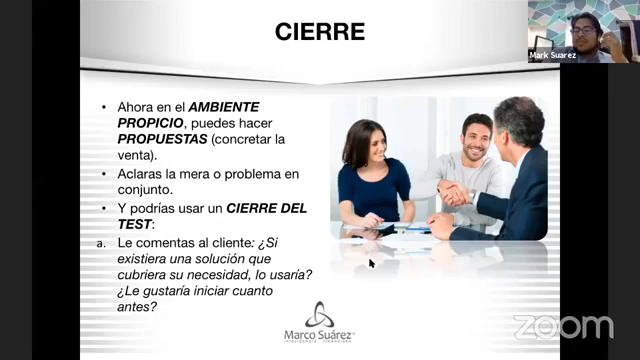 CIERRE
Mark Suarez
• Ahora en el AMBIENTE
PROPICIO, puedes hacer
PROPUESTAS (concretar la
venta).
• Aclaras la mera o problema en
conjunto.
• Y podrías usar un CIERRE DEL
TEST:
a. Le comentas al cliente: ¿Si
existiera una solución que
cubriera su necesidad, lo usaría?
¿Le gustaría iniciar cuanto
antes?
Marco Suárez
INTELIGENCIA FINANCIERA
zoom